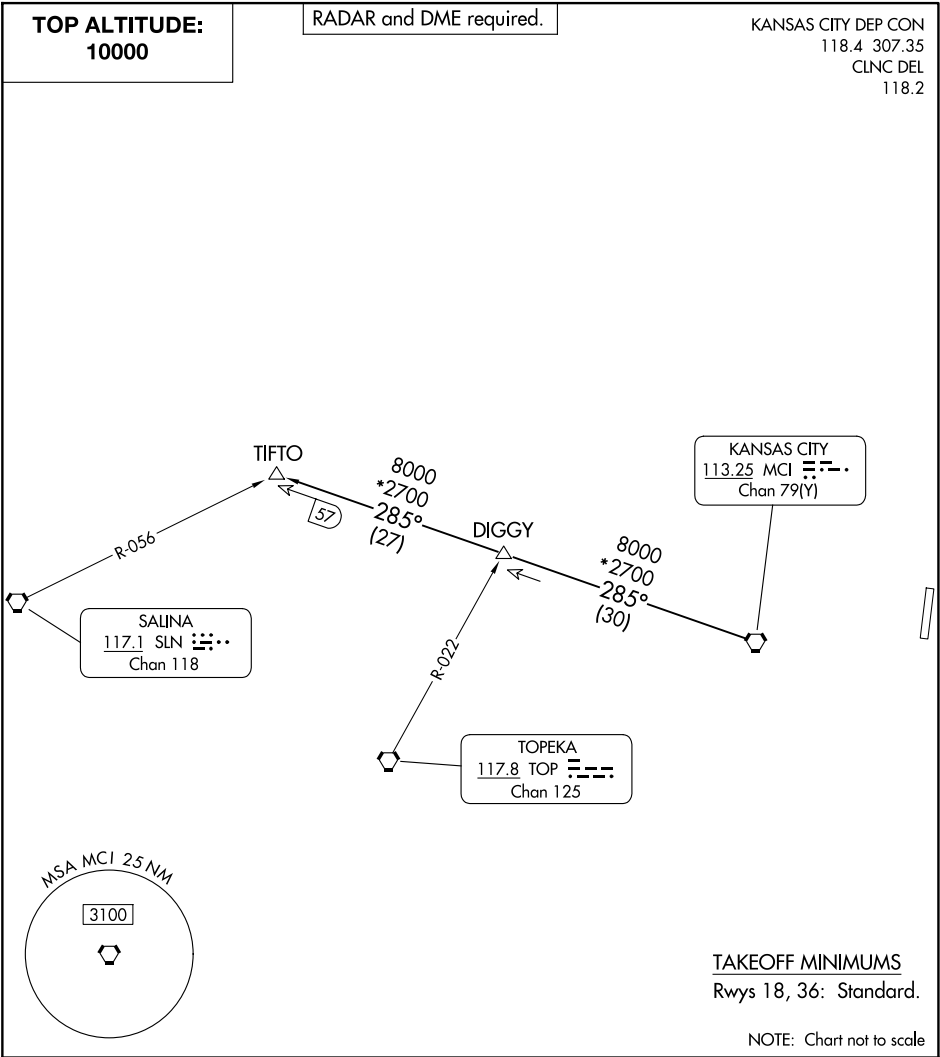 TOP ALTITUDE:
10000
RADAR and DME required.
KANSAS CITY DEP CON
118.4 307.35
CLNC DEL
118.2
TIFTO
8000
*2700
285°
(27)
57
DIGGY
8000
*2700
285°
(30)
KANSAS CITY
113.25 MCI
Chan 79(Y)
R-056
SALINA
117.1 SLN
Chan 118
R-022
TOPEKA
117.8 TOP
Chan 125
MSA MCI 25 NM
3100
TAKEOFF MINIMUMS
Rwys 18, 36: Standard.
NOTE: Chart not to scale